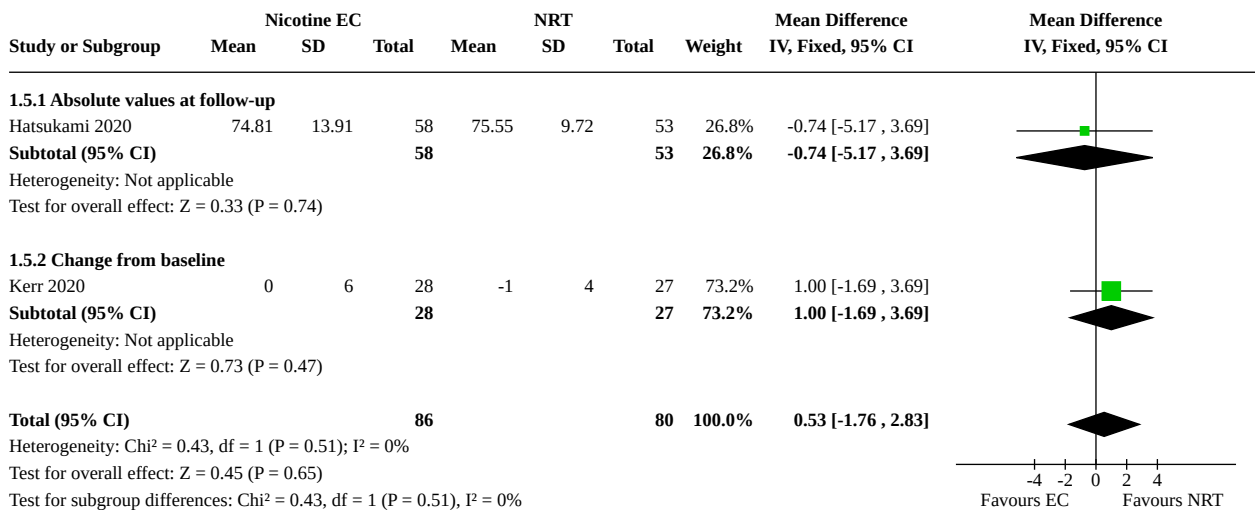 Nicotine EC NRT Mean Difference Mean Difference
Study or Subgroup Mean SD Total Mean SD Total Weight IV, Fixed, 95% CI IV, Fixed, 95% CI
1.5.1 Absolute values at follow-up
Hatsukami 2020 74.81 13.91 58 75.55 9.72 53 26.8% -0.74 [-5.17 , 3.69]
Subtotal (95% CI) 58 53 26.8% -0.74 [-5.17 , 3.69]
Heterogeneity: Not applicable
Test for overall effect: Z = 0.33 (P = 0.74)
1.5.2 Change from baseline
Kerr 2020 0 6 28 -1 4 27 73.2% 1.00 [-1.69 , 3.69]
Subtotal (95% CI) 28 27 73.2% 1.00 [-1.69 , 3.69]
Heterogeneity: Not applicable
Test for overall effect: Z = 0.73 (P = 0.47)
Total (95% CI) 86 80 100.0% 0.53 [-1.76 , 2.83]
Heterogeneity: Chi² = 0.43, df = 1 (P = 0.51); I² = 0%
Test for overall effect: Z = 0.45 (P = 0.65)
-4 -2 0 2 4
Test for subgroup differences: Chi² = 0.43, df = 1 (P = 0.51), I² = 0%
Favours EC Favours NRT